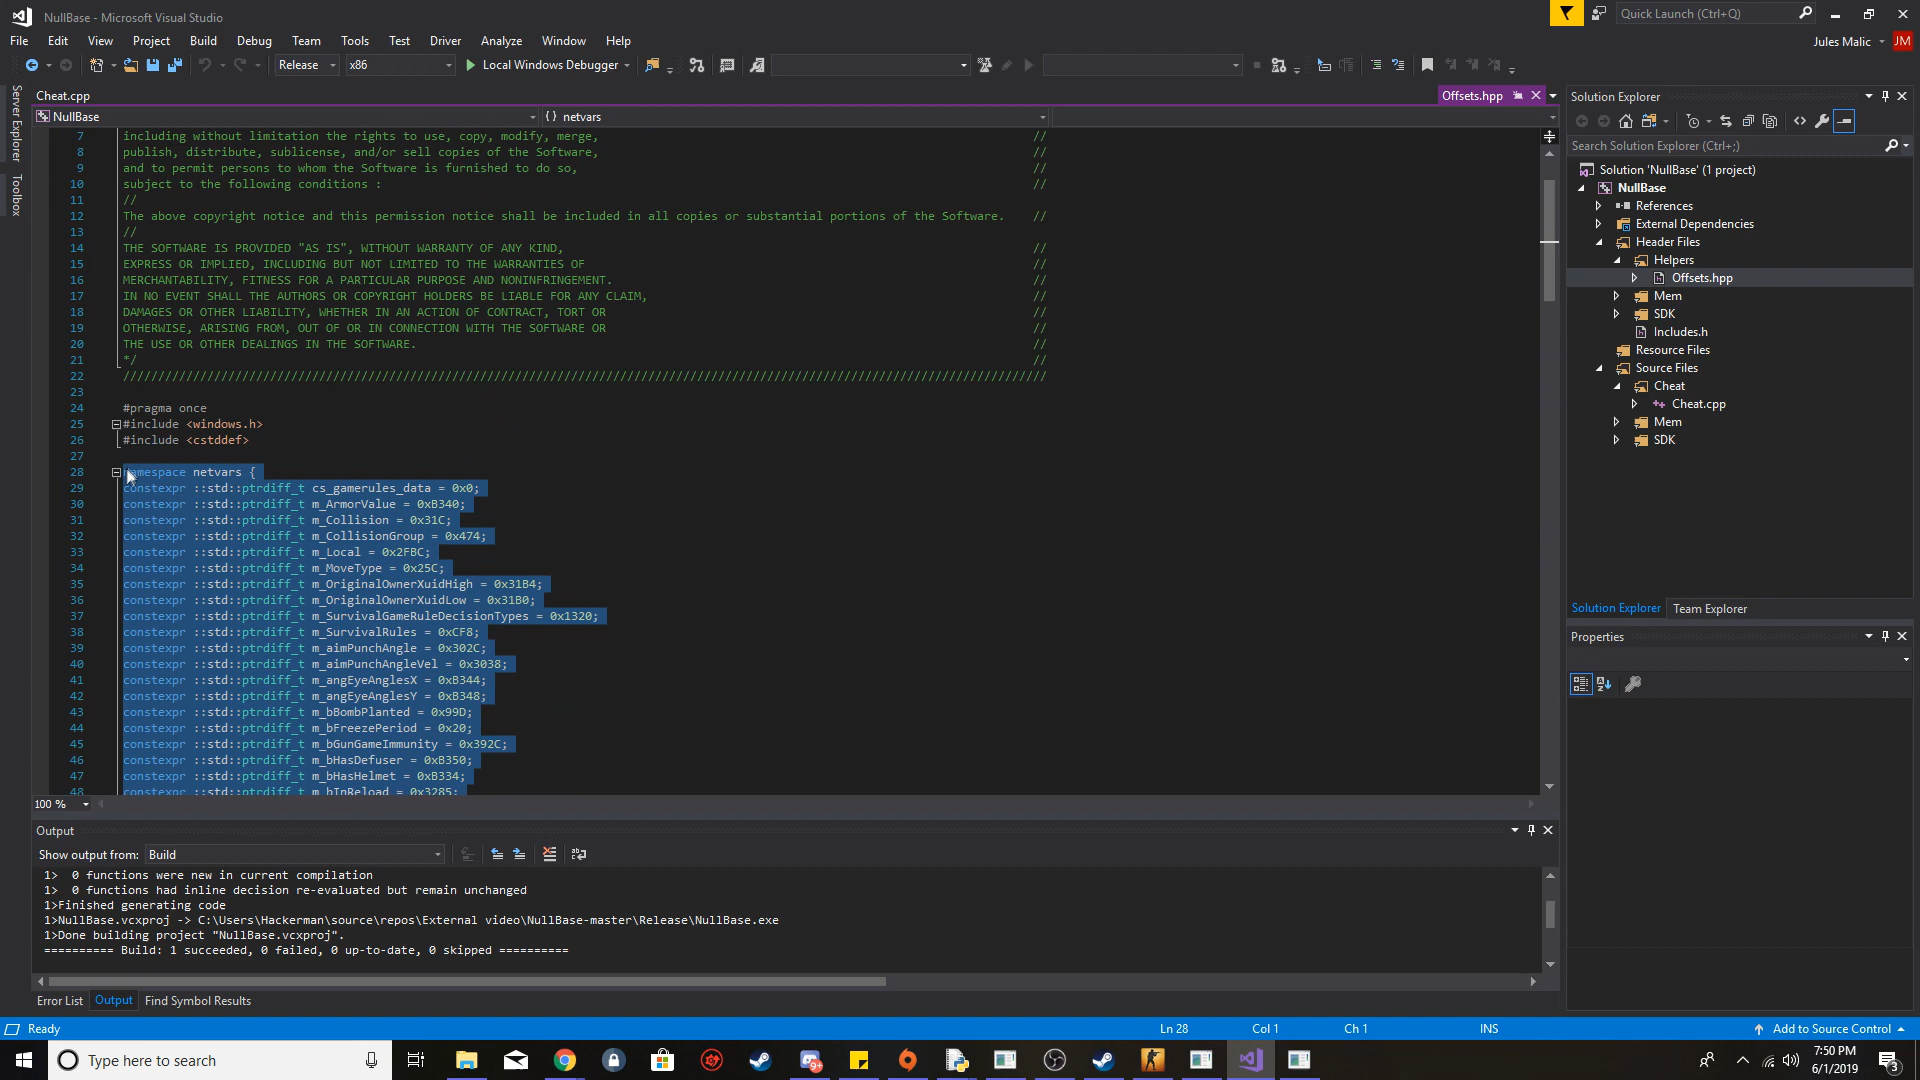 NullBase - Microsoft Visual Studio
Quick Launch (Ctrl+Q)
File Edit View Project Build Debug Team Tools Test Driver Analyze Window Help
Jules Malic JM
Release x86 Local Windows Debugger
Server Explorer
Toolbox
Cheat.cpp
Offsets.hpp
NullBase
{} netvars
7 including without limitation the rights to use, copy, modify, merge, //
8 publish, distribute, sublicense, and/or sell copies of the Software, //
9 and to permit persons to whom the Software is furnished to do so, //
10 subject to the following conditions : //
11 //
12 The above copyright notice and this permission notice shall be included in all copies or substantial portions of the Software. //
13 //
14 THE SOFTWARE IS PROVIDED "AS IS", WITHOUT WARRANTY OF ANY KIND, //
15 EXPRESS OR IMPLIED, INCLUDING BUT NOT LIMITED TO THE WARRANTIES OF //
16 MERCHANTABILITY, FITNESS FOR A PARTICULAR PURPOSE AND NONINFRINGEMENT. //
17 IN NO EVENT SHALL THE AUTHORS OR COPYRIGHT HOLDERS BE LIABLE FOR ANY CLAIM, //
18 DAMAGES OR OTHER LIABILITY, WHETHER IN AN ACTION OF CONTRACT, TORT OR //
19 OTHERWISE, ARISING FROM, OUT OF OR IN CONNECTION WITH THE SOFTWARE OR //
20 THE USE OR OTHER DEALINGS IN THE SOFTWARE. //
21 */ //
22 ////////////////////////////////////////////////////////////////////////////////////////////////////////////////////////////////////
23
24 #pragma once
25 #include <windows.h>
26 #include <cstddef>
27
28 namespace netvars {
29 constexpr ::std::ptrdiff_t cs_gamerules_data = 0x0;
30 constexpr ::std::ptrdiff_t m_ArmorValue = 0xB340;
31 constexpr ::std::ptrdiff_t m_Collision = 0x31C;
32 constexpr ::std::ptrdiff_t m_CollisionGroup = 0x474;
33 constexpr ::std::ptrdiff_t m_Local = 0x2FBC;
34 constexpr ::std::ptrdiff_t m_MoveType = 0x25C;
35 constexpr ::std::ptrdiff_t m_OriginalOwnerXuidHigh = 0x31B4;
36 constexpr ::std::ptrdiff_t m_OriginalOwnerXuidLow = 0x31B0;
37 constexpr ::std::ptrdiff_t m_SurvivalGameRuleDecisionTypes = 0x1320;
38 constexpr ::std::ptrdiff_t m_SurvivalRules = 0xCF8;
39 constexpr ::std::ptrdiff_t m_aimPunchAngle = 0x302C;
40 constexpr ::std::ptrdiff_t m_aimPunchAngleVel = 0x3038;
41 constexpr ::std::ptrdiff_t m_angEyeAnglesX = 0xB344;
42 constexpr ::std::ptrdiff_t m_angEyeAnglesY = 0xB348;
43 constexpr ::std::ptrdiff_t m_bBombPlanted = 0x99D;
44 constexpr ::std::ptrdiff_t m_bFreezePeriod = 0x20;
45 constexpr ::std::ptrdiff_t m_bGunGameImmunity = 0x392C;
46 constexpr ::std::ptrdiff_t m_bHasDefuser = 0xB350;
47 constexpr ::std::ptrdiff_t m_bHasHelmet = 0xB334;
48 constexpr ::std::ptrdiff_t m_bInReload = 0x3285;
100 %
Solution Explorer
Search Solution Explorer (Ctrl+;)
Solution 'NullBase' (1 project)
NullBase
References
External Dependencies
Header Files
Helpers
Offsets.hpp
Mem
SDK
Includes.h
Resource Files
Source Files
Cheat
Cheat.cpp
Mem
SDK
Solution Explorer Team Explorer
Properties
Output
Show output from: Build
1> 0 functions were new in current compilation
1> 0 functions had inline decision re-evaluated but remain unchanged
1>Finished generating code
1>NullBase.vcxproj -> C:\Users\Hackerman\source\repos\External video\NullBase-master\Release\NullBase.exe
1>Done building project "NullBase.vcxproj".
========== Build: 1 succeeded, 0 failed, 0 up-to-date, 0 skipped ==========
Error List Output Find Symbol Results
Ready Ln 28 Col 1 Ch 1 INS Add to Source Control
Type here to search
7:50 PM
6/1/2019
3